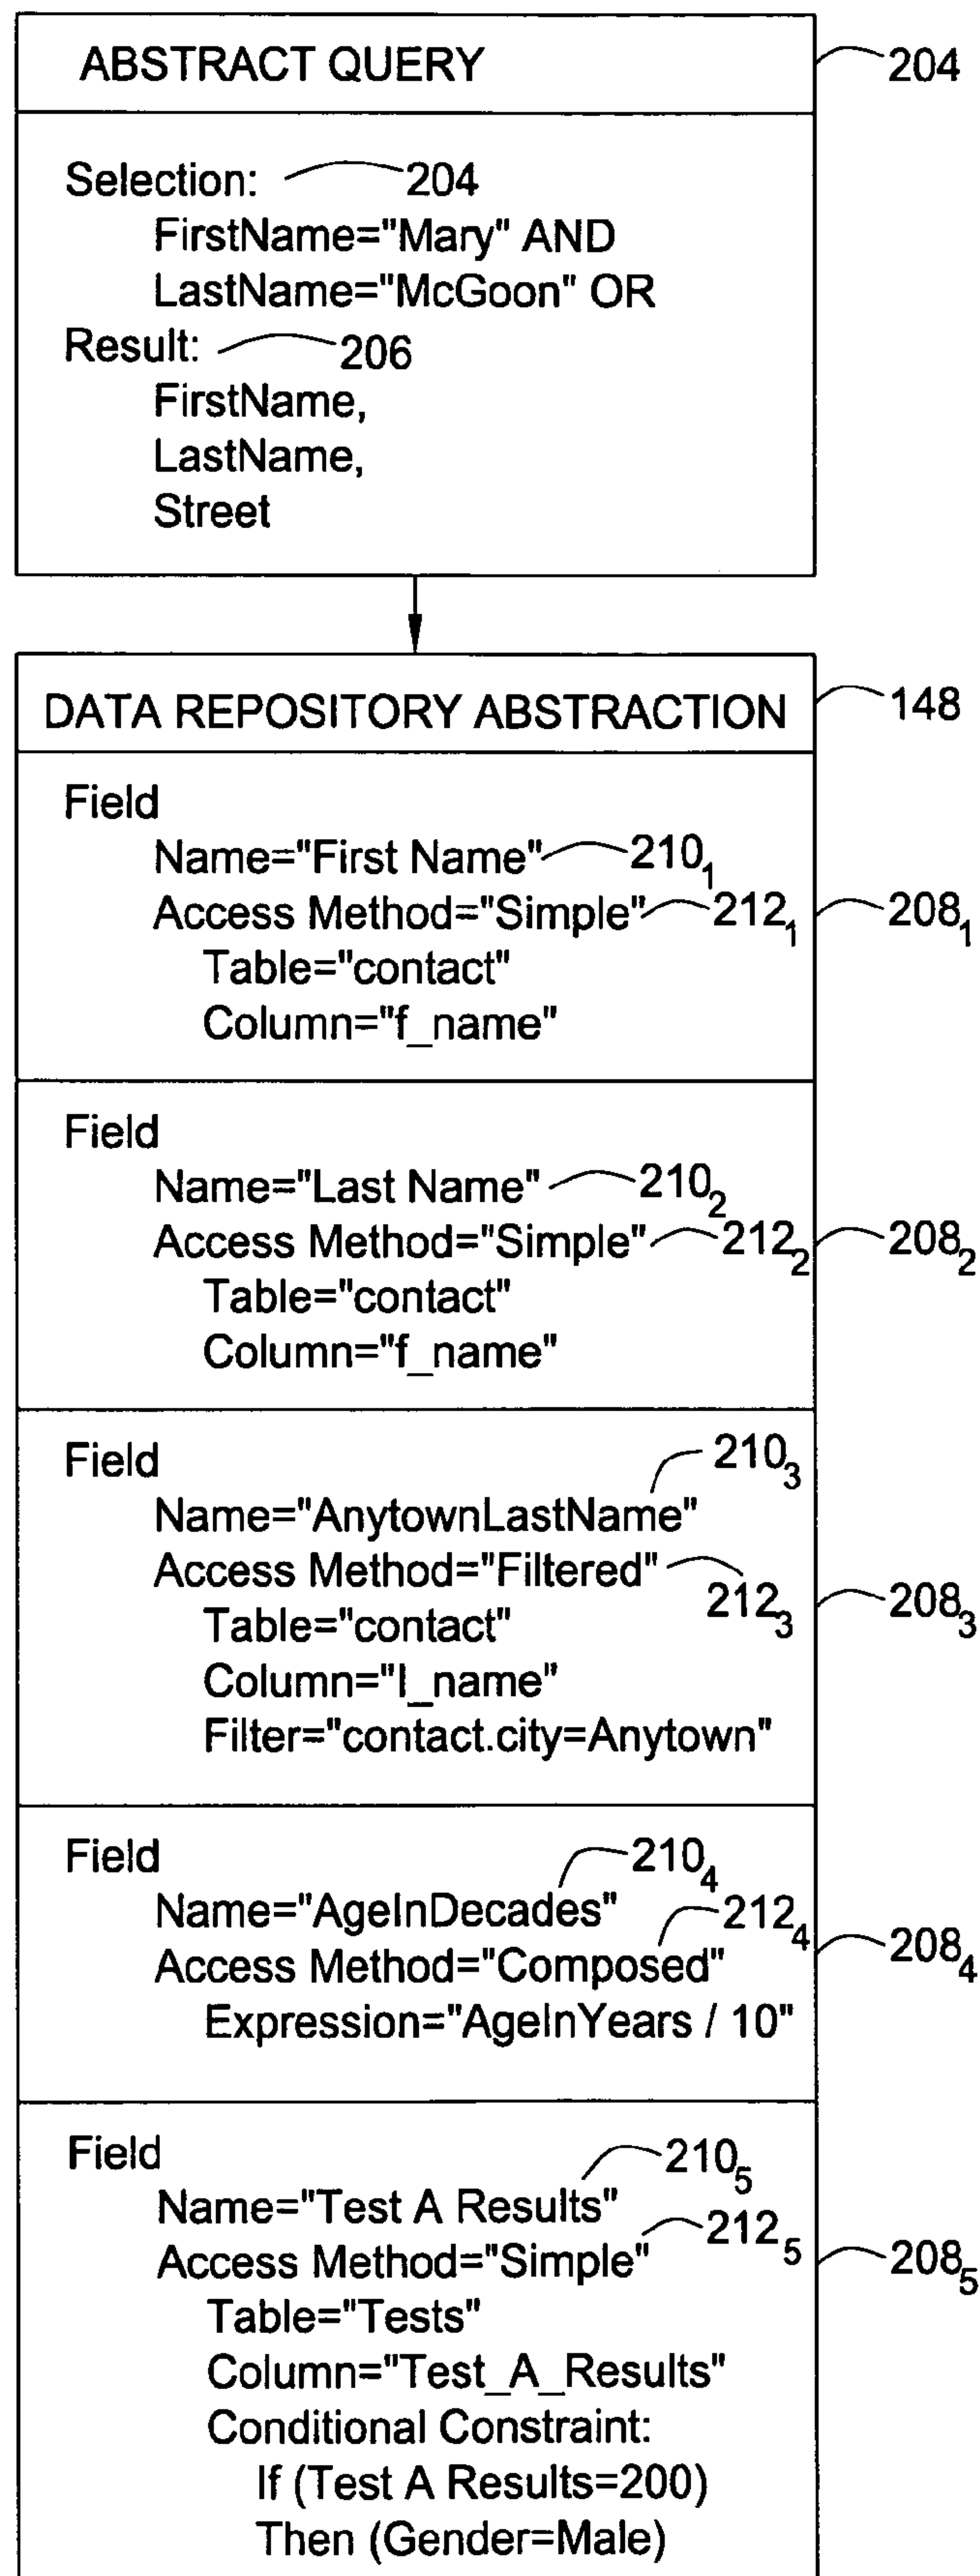 ABSTRACT QUERY 204
Selection: 204
FirstName="Mary" AND
LastName="McGoon" OR
Result: 206
FirstName,
LastName,
Street
DATA REPOSITORY ABSTRACTION 148
Field
Name="First Name" 210₁
Access Method="Simple" 212₁ 208₁
Table="contact"
Column="f_name"
Field
Name="Last Name" 210₂
Access Method="Simple" 212₂ 208₂
Table="contact"
Column="f_name"
Field 210₃
Name="AnytownLastName"
Access Method="Filtered"
Table="contact" 212₃ 208₃
Column="l_name"
Filter="contact.city=Anytown"
Field 210₄
Name="AgeInDecades" 212₄
Access Method="Composed" 208₄
Expression="AgeInYears / 10"
Field 210₅
Name="Test A Results" 212₅
Access Method="Simple" 208₅
Table="Tests"
Column="Test_A_Results"
Conditional Constraint:
If (Test A Results=200)
Then (Gender=Male)